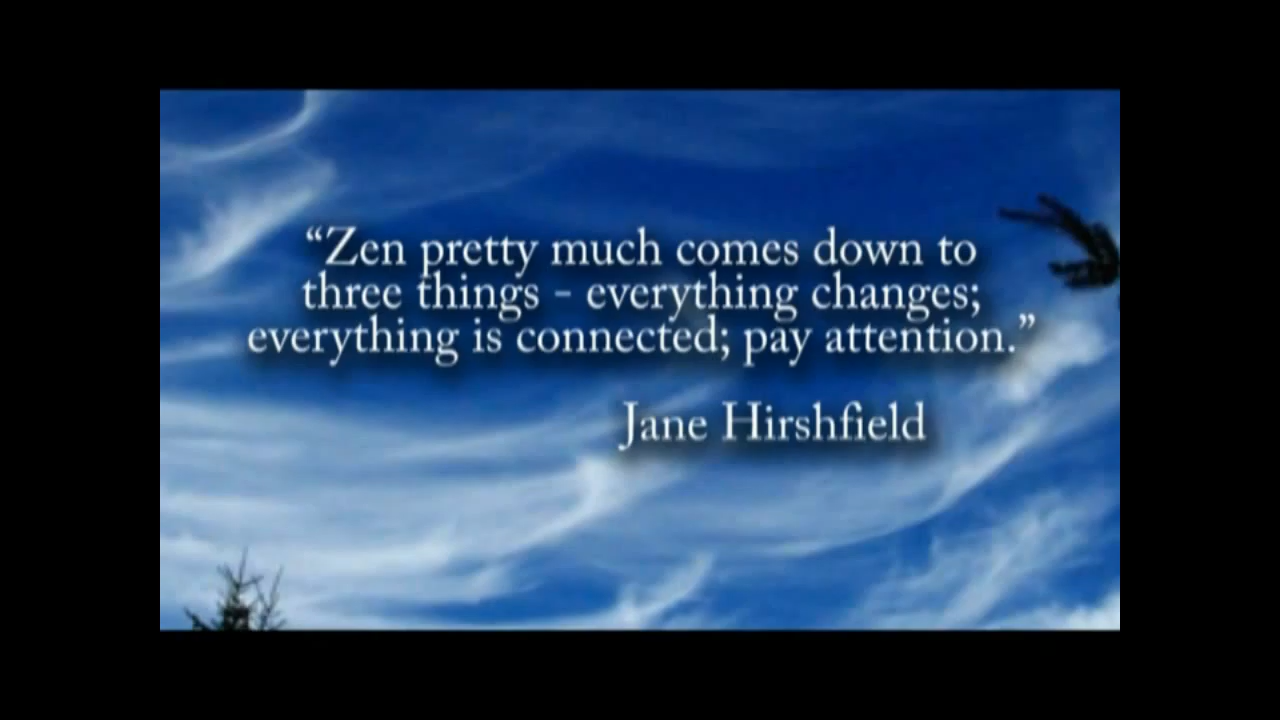 “Zen pretty much comes down to
three things - everything changes;
everything is connected; pay attention.”
Jane Hirshfield